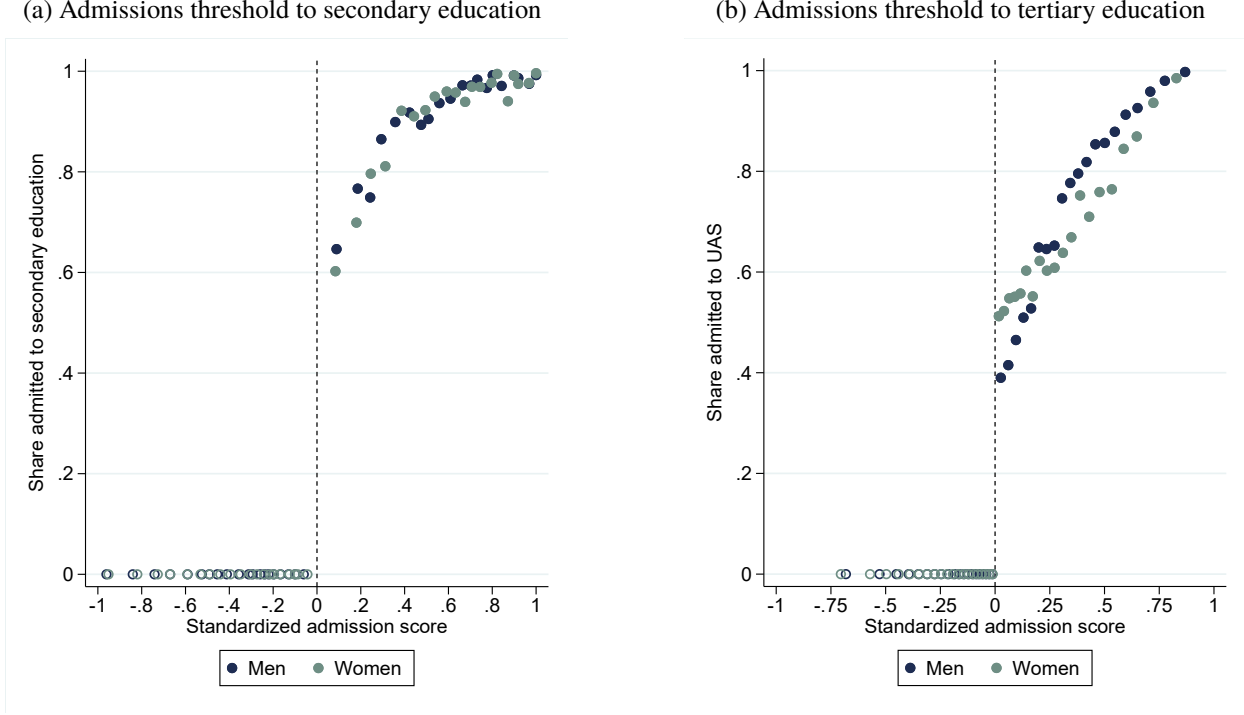 (a) Admissions threshold to secondary education
Share admitted to secondary education
1
.8
.6
.4
.2
0
-1 -.8 -.6 -.4 -.2 0 .2 .4 .6 .8 1
Standardized admission score
Men Women
(b) Admissions threshold to tertiary education
Share admitted to UAS
1
.8
.6
.4
.2
0
-1 -.75 -.5 -.25 0 .25 .5 .75 1
Standardized admission score
Men Women